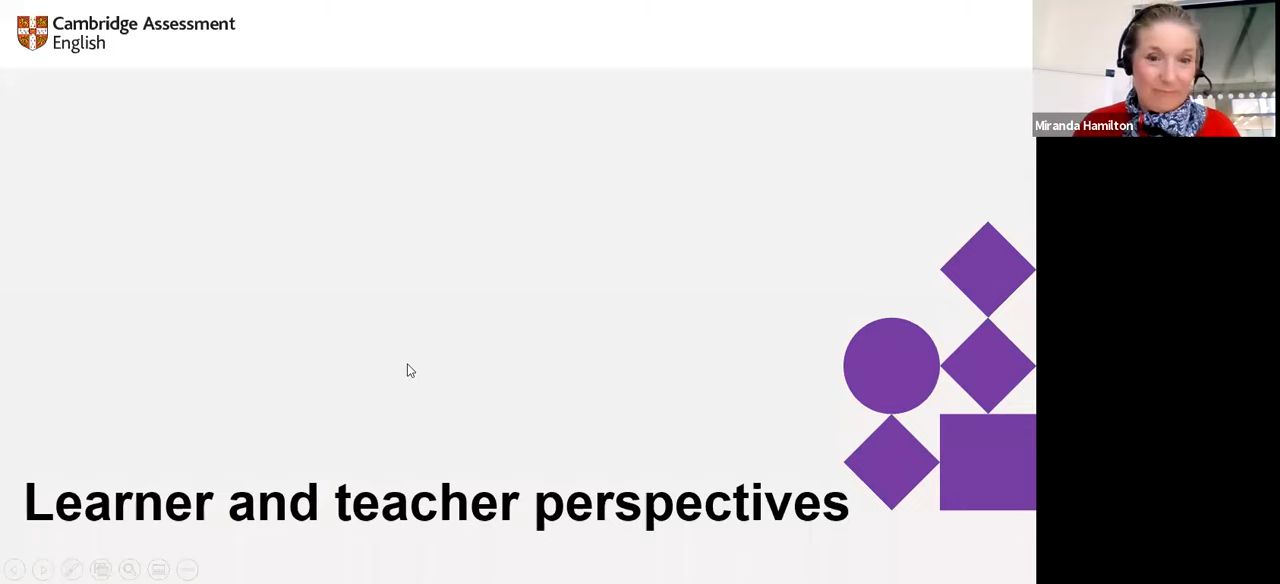 Cambridge Assessment
English
Miranda Hamilton
Learner and teacher perspectives